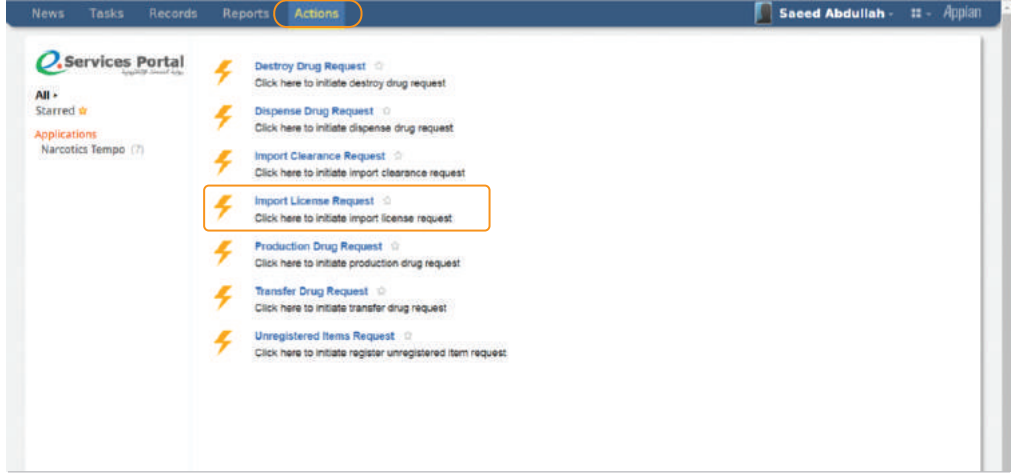 News Tasks Records Reports Actions Saeed Abdullah Appian
e.Services Portal
All
Starred
Applications
Narcotics Tempo (7)
Destroy Drug Request
Click here to initiate destroy drug request
Dispense Drug Request
Click here to initiate dispense drug request
Import Clearance Request
Click here to initiate import clearance request
Import License Request
Click here to initiate import license request
Production Drug Request
Click here to initiate production drug request
Transfer Drug Request
Click here to initiate transfer drug request
Unregistered Items Request
Click here to initiate register unregistered item request